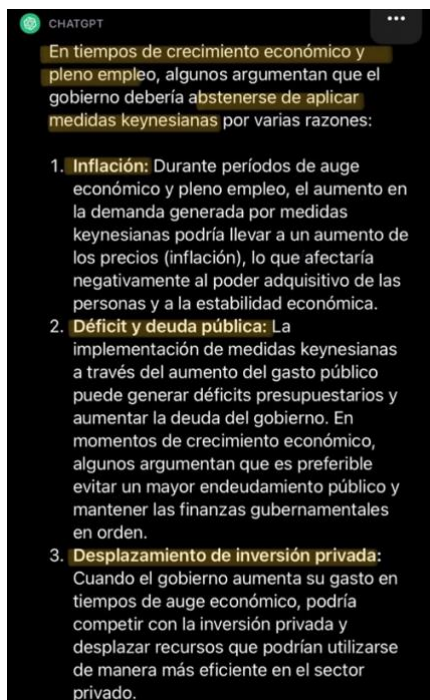 CHATGPT
En tiempos de crecimiento económico y
pleno empleo, algunos argumentan que el
gobierno debería abstenerse de aplicar
medidas keynesianas por varias razones:
1. Inflación: Durante períodos de auge
económico y pleno empleo, el aumento en
la demanda generada por medidas
keynesianas podría llevar a un aumento de
los precios (inflación), lo que afectaría
negativamente al poder adquisitivo de las
personas y a la estabilidad económica.
2. Déficit y deuda pública: La
implementación de medidas keynesianas
a través del aumento del gasto público
puede generar déficits presupuestarios y
aumentar la deuda del gobierno. En
momentos de crecimiento económico,
algunos argumentan que es preferible
evitar un mayor endeudamiento público y
mantener las finanzas gubernamentales
en orden.
3. Desplazamiento de inversión privada:
Cuando el gobierno aumenta su gasto en
tiempos de auge económico, podría
competir con la inversión privada y
desplazar recursos que podrían utilizarse
de manera más eficiente en el sector
privado.